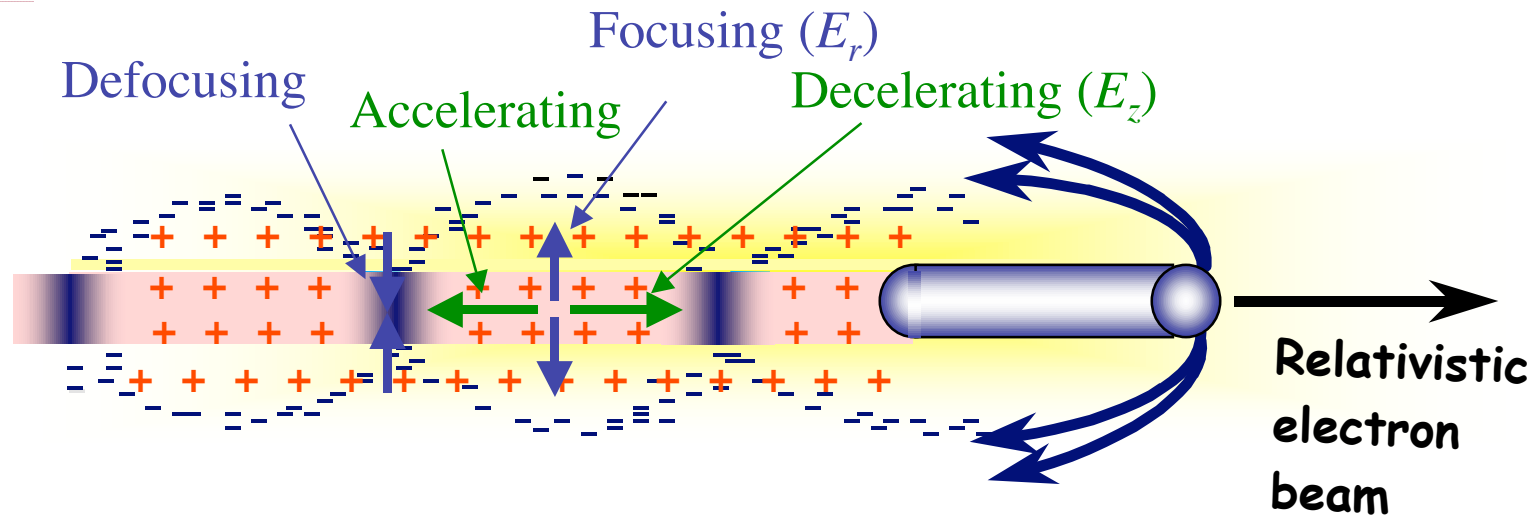 Focusing (E_r)
Defocusing
Accelerating
Decelerating (E_z)
Relativistic
electron
beam